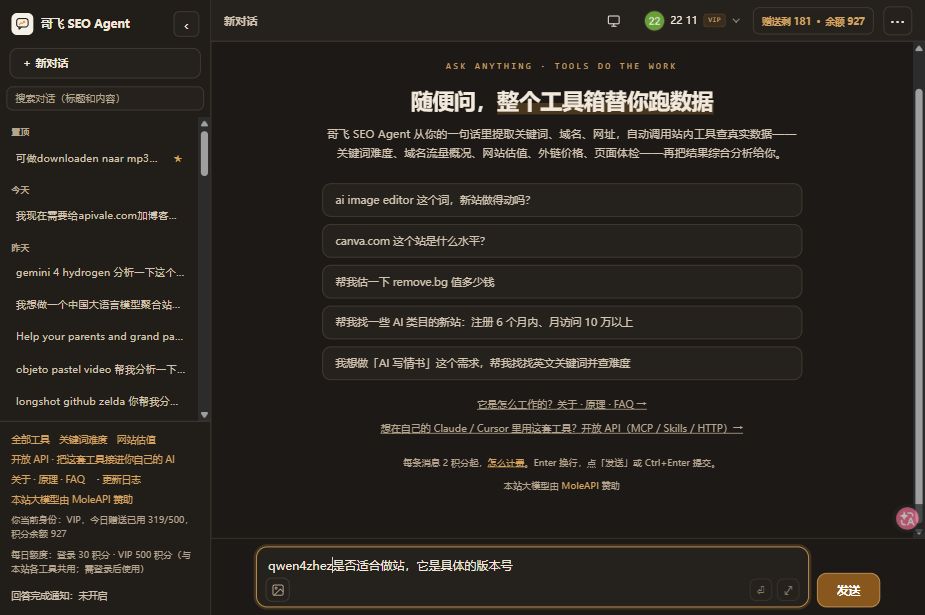 哥飞 SEO Agent
‹
+ 新对话
搜索对话（标题和内容）
置顶
可做downloaden naar mp3... ★
今天
我现在需要给apivale.com加博客...
昨天
gemini 4 hydrogen 分析一下这个...
我想做一个中国大语言模型聚合站...
Help your parents and grand pa...
objeto pastel video 帮我分析一下...
longshot github zelda 你帮我分...
全部工具 关键词难度 网站估值
开放 API · 把这套工具接进你自己的 AI
关于 · 原理 · FAQ · 更新日志
本站大模型由 MoleAPI 赞助
你当前身份：VIP，今日赠送已用 319/500，
积分余额 927
每日额度：登录 30 积分 · VIP 500 积分（与
本站各工具共用；需登录后使用）
回答完成通知：未开启
新对话
22 22 11 VIP
赠送剩 181 · 余额 927
ASK ANYTHING · TOOLS DO THE WORK
随便问，整个工具箱替你跑数据
哥飞 SEO Agent 从你的一句话里提取关键词、域名、网址，自动调用站内工具查真实数据——
关键词难度、域名流量概况、网站估值、外链价格、页面体检——再把结果综合分析给你。
ai image editor 这个词，新站做得动吗？
canva.com 这个站是什么水平？
帮我估一下 remove.bg 值多少钱
帮我找一些 AI 类目的新站：注册 6 个月内、月访问 10 万以上
我想做「AI 写情书」这个需求，帮我找找英文关键词并查难度
它是怎么工作的？关于 · 原理 · FAQ →
想在自己的 Claude / Cursor 里用这套工具？开放 API（MCP / Skills / HTTP）→
每条消息 2 积分起，怎么计费。Enter 换行，点「发送」或 Ctrl+Enter 提交。
本站大模型由 MoleAPI 赞助
qwen4zhez是否适合做站，它是具体的版本号
发送